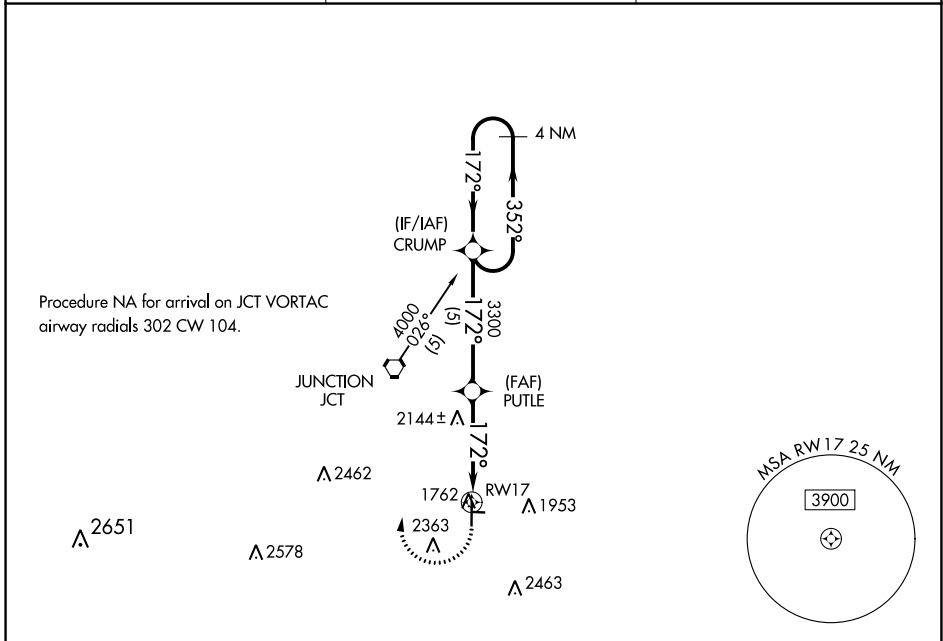 4 NM
172°
352°
(IF/IAF)
CRUMP
Procedure NA for arrival on JCT VORTAC
airway radials 302 CW 104.
4000
026°
(5)
3300
172°
(5)
JUNCTION
JCT
(FAF)
PUTLE
2144±
172°
2462
1762
RW17
1953
2651
2578
2363
2463
MSA RW17 25 NM
3900